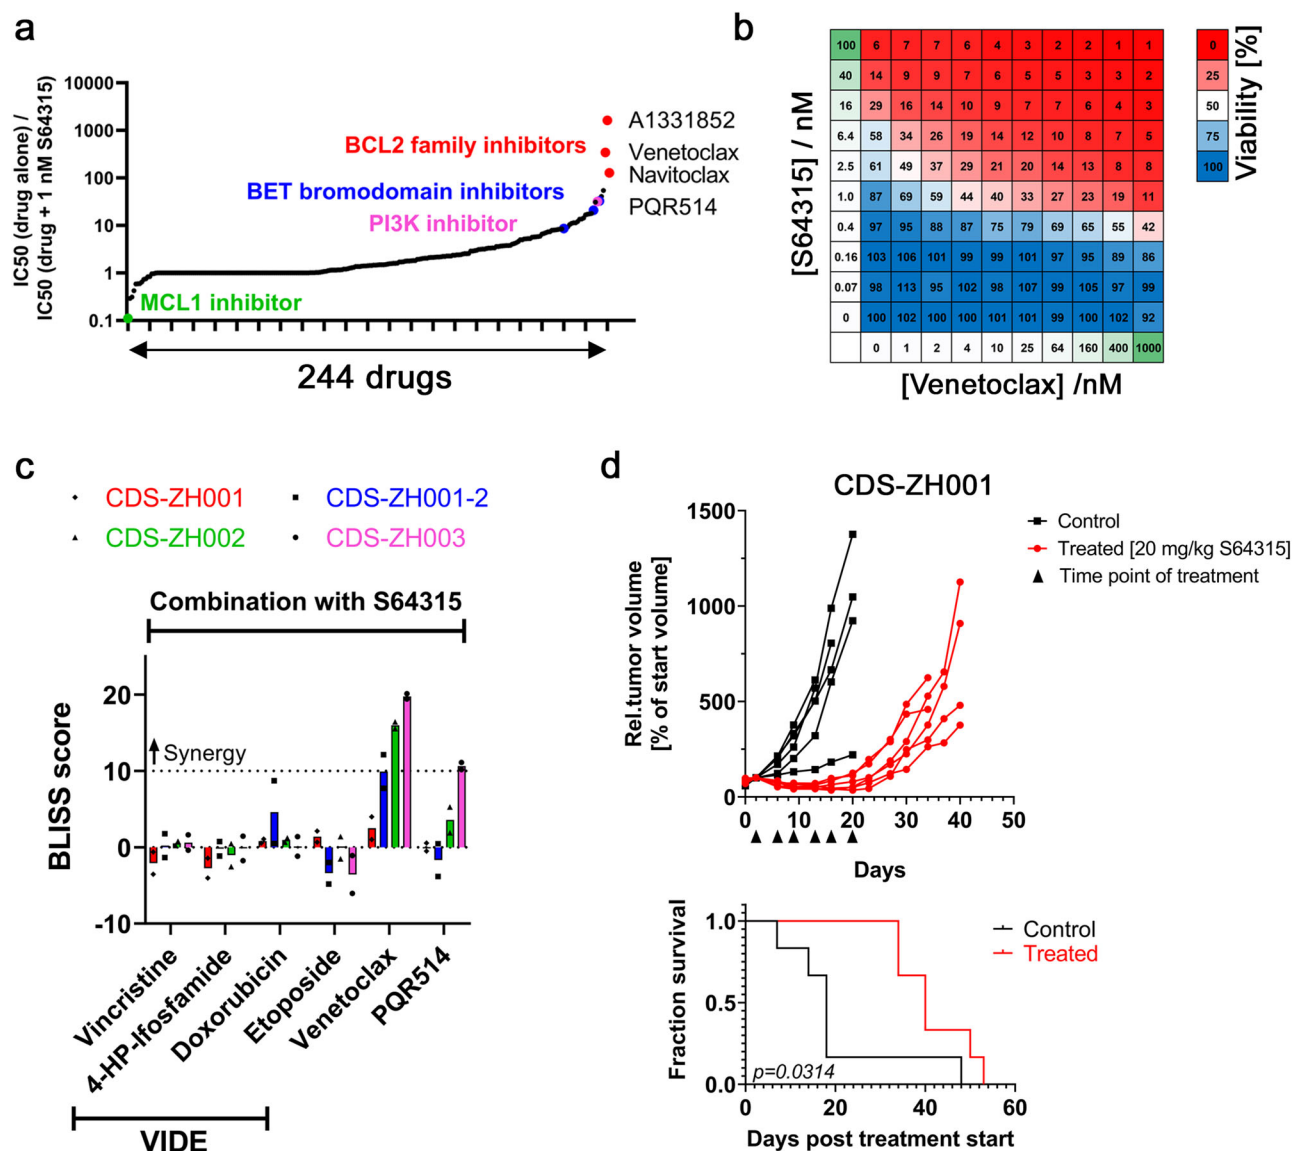 a
IC50 (drug alone) /
IC50 (drug + 1 nM S64315)
10000
1000
100
10
1
0.1
A1331852
BCL2 family inhibitors
Venetoclax
Navitoclax
BET bromodomain inhibitors
PI3K inhibitor
PQR514
MCL1 inhibitor
244 drugs
b
[S64315] / nM
100 6 7 7 6 4 3 2 2 1 1
40 14 9 9 7 6 5 5 3 3 2
16 29 16 14 10 9 7 7 6 4 3
6.4 58 34 26 19 14 12 10 8 7 5
2.5 61 49 37 29 21 20 14 13 8 8
1.0 87 69 59 44 40 33 27 23 19 11
0.4 97 95 88 87 75 79 69 65 55 42
0.16 103 106 101 99 99 101 97 95 89 86
0.07 98 113 95 102 98 107 99 105 97 99
0 100 102 100 100 101 101 99 100 102 92
0 1 2 4 10 25 64 160 400 1000
[Venetoclax] /nM
0
25
50
75
100
Viability [%]
c
CDS-ZH001 CDS-ZH001-2
CDS-ZH002 CDS-ZH003
Combination with S64315
BLISS score
20
10
0
-10
Synergy
Vincristine
4-HP-Ifosfamide
Doxorubicin
Etoposide
Venetoclax
PQR514
VIDE
d
CDS-ZH001
Rel.tumor volume
[% of start volume]
1500
1000
500
0
0 10 20 30 40 50
Days
Control
Treated [20 mg/kg S64315]
Time point of treatment
Fraction survival
1.0
0.5
0.0
p=0.0314
0 20 40 60
Days post treatment start
Control
Treated